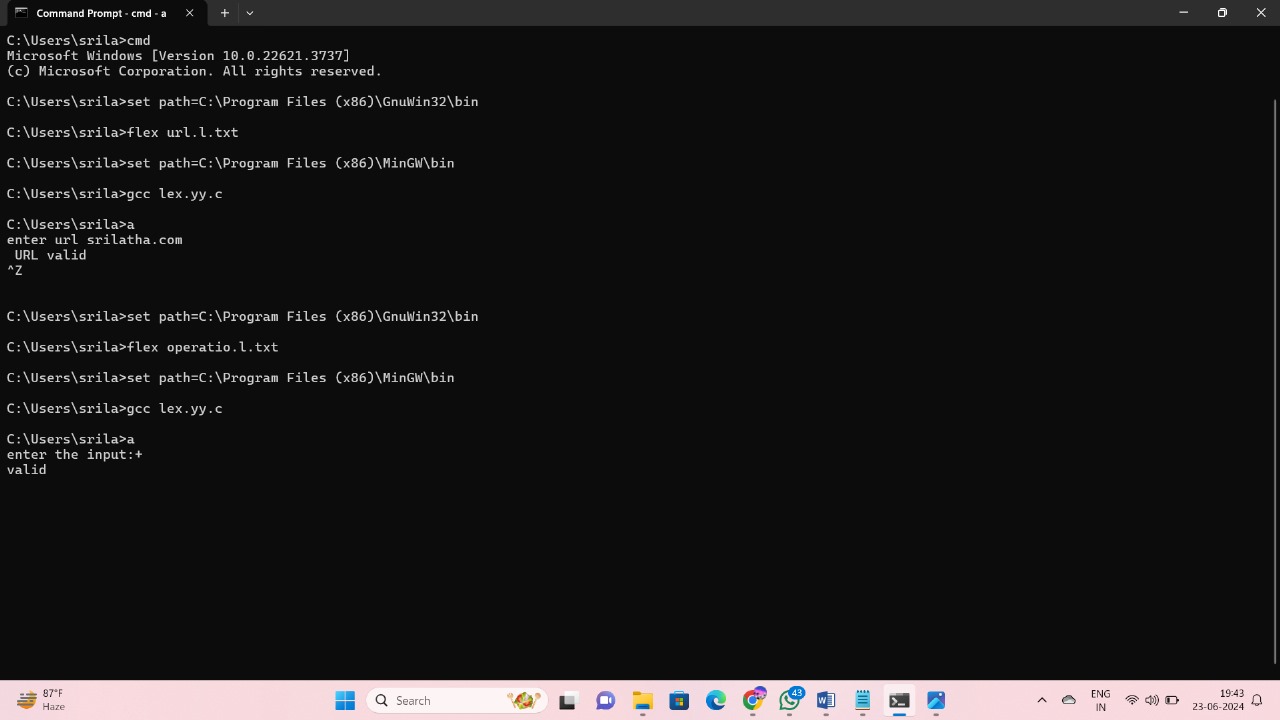 Command Prompt - cmd - a
C:\Users\srila>cmd
Microsoft Windows [Version 10.0.22621.3737]
(c) Microsoft Corporation. All rights reserved.
C:\Users\srila>set path=C:\Program Files (x86)\GnuWin32\bin
C:\Users\srila>flex url.l.txt
C:\Users\srila>set path=C:\Program Files (x86)\MinGW\bin
C:\Users\srila>gcc lex.yy.c
C:\Users\srila>a
enter url srilatha.com
 URL valid
^Z
C:\Users\srila>set path=C:\Program Files (x86)\GnuWin32\bin
C:\Users\srila>flex operatio.l.txt
C:\Users\srila>set path=C:\Program Files (x86)\MinGW\bin
C:\Users\srila>gcc lex.yy.c
C:\Users\srila>a
enter the input:+
valid
87°F
Haze
Search
43
ENG
IN
19:43
23-06-2024